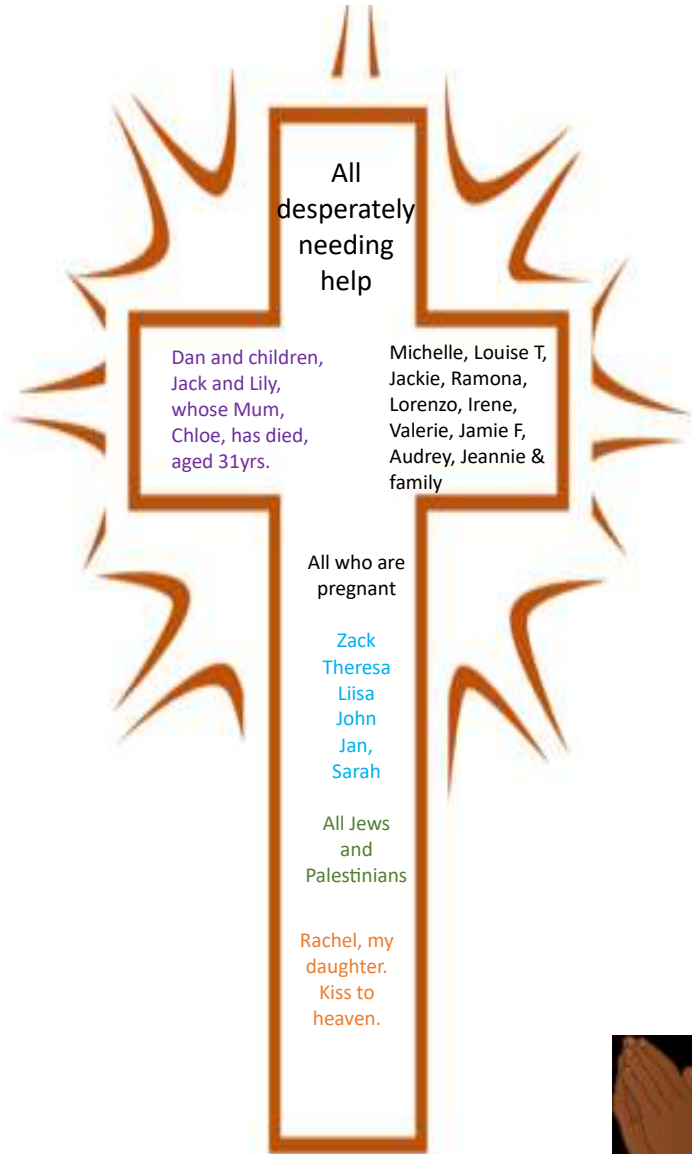 All
desperately
needing
help
Dan and children,
Jack and Lily,
whose Mum,
Chloe, has died,
aged 31yrs.
Michelle, Louise T,
Jackie, Ramona,
Lorenzo, Irene,
Valerie, Jamie F,
Audrey, Jeannie &
family
All who are
pregnant
Zack
Theresa
Liisa
John
Jan,
Sarah
All Jews
and
Palestinians
Rachel, my
daughter.
Kiss to
heaven.